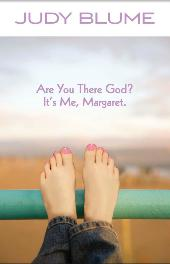 JUDY BLUME
Are You There God?
It's Me, Margaret.